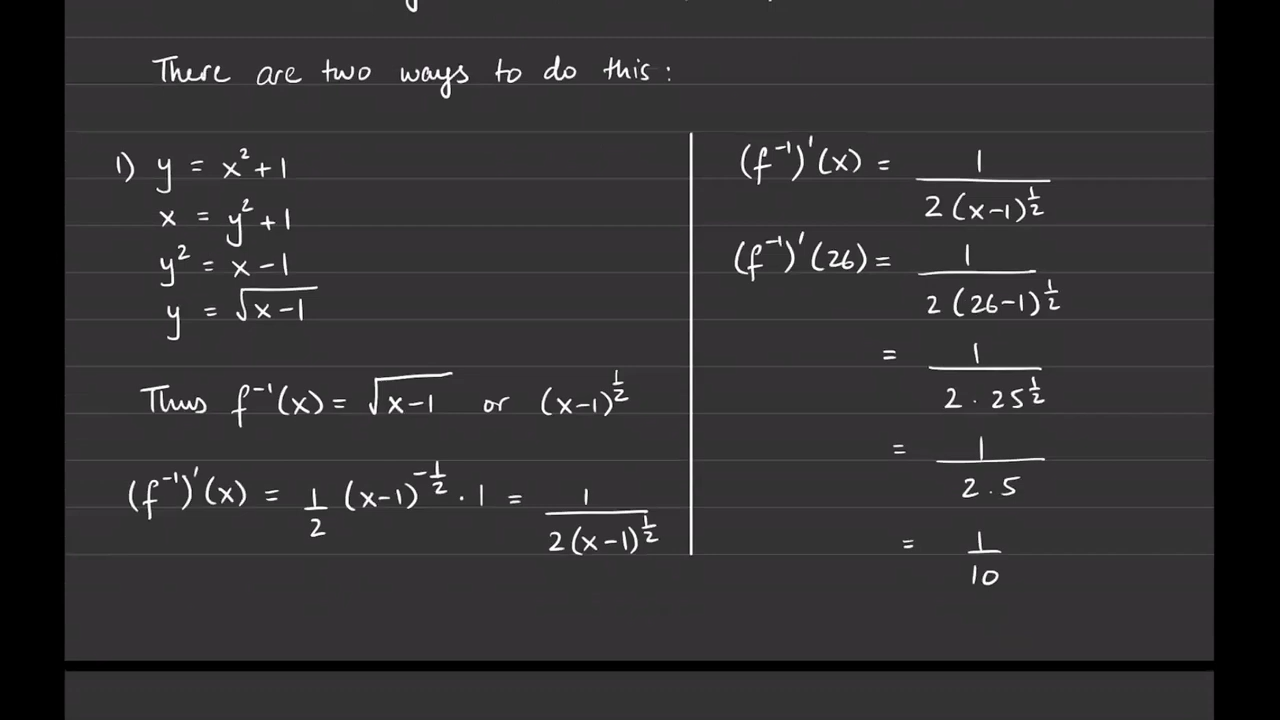 There are two ways to do this :
1) y = x² + 1
x = y² + 1
y² = x − 1
y = √(x − 1)
Thus f⁻¹(x) = √(x − 1) or (x − 1)^(1/2)
(f⁻¹)′(x) = 1/2 (x − 1)^(−1/2) · 1 = 1/(2(x − 1)^(1/2))
(f⁻¹)′(x) = 1/(2(x − 1)^(1/2))
(f⁻¹)′(26) = 1/(2(26 − 1)^(1/2))
= 1/(2 · 25^(1/2))
= 1/(2 · 5)
= 1/10